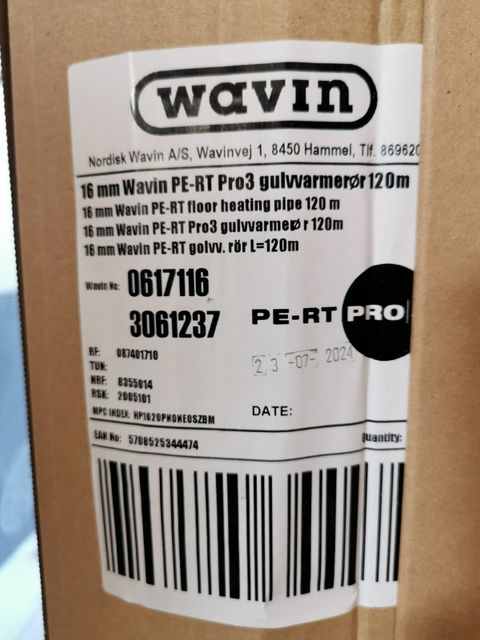 wavin
Nordisk Wavin A/S, Wavinvej 1, 8450 Hammel, Tlf. 869620
16 mm Wavin PE-RT Pro3 gulvvarmerør 120m
16 mm Wavin PE-RT floor heating pipe 120 m
16 mm Wavin PE-RT Pro3 gulvvarmerør 120m
16 mm Wavin PE-RT golvv. rör L=120m
Wavin No: 0617116
3061237
PE-RT PRO
RF: 087401710
TUN:
NRF: 8355014
RSK: 2005101
23 -07- 2024
MPC INDEX: HP1620PNONEOSZBM
DATE:
EAN No: 5708525344474
Quantity: